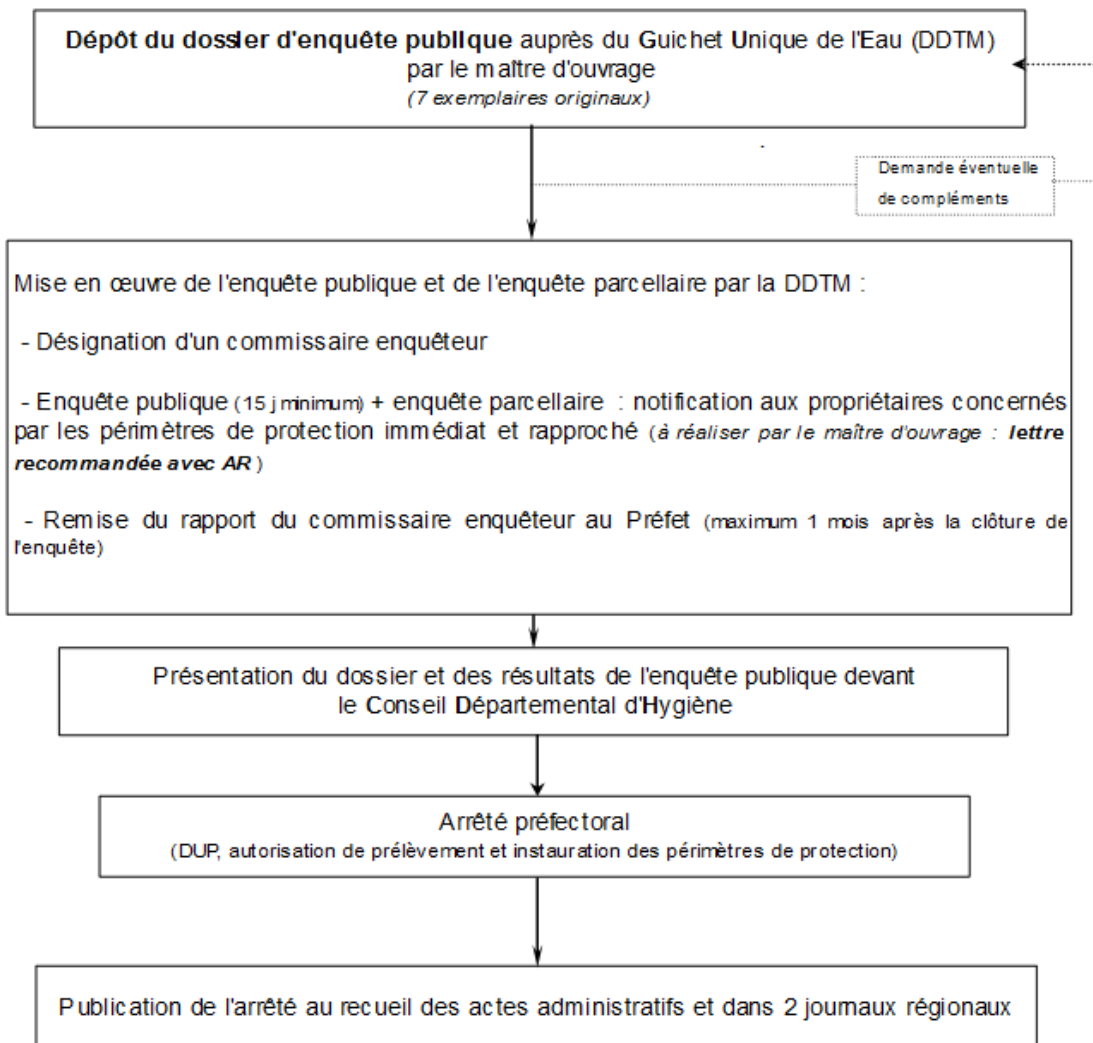 Dépôt du dossier d'enquête publique auprès du Guichet Unique de l'Eau (DDTM)
par le maître d'ouvrage
(7 exemplaires originaux)
Demande éventuelle
de compléments
Mise en œuvre de l'enquête publique et de l'enquête parcellaire par la DDTM :
- Désignation d'un commissaire enquêteur
- Enquête publique (15 j minimum) + enquête parcellaire : notification aux propriétaires concernés
par les périmètres de protection immédiat et rapproché (à réaliser par le maître d'ouvrage : lettre
recommandée avec AR)
- Remise du rapport du commissaire enquêteur au Préfet (maximum 1 mois après la clôture de
l'enquête)
Présentation du dossier et des résultats de l'enquête publique devant
le Conseil Départemental d'Hygiène
Arrêté préfectoral
(DUP, autorisation de prélèvement et instauration des périmètres de protection)
Publication de l'arrêté au recueil des actes administratifs et dans 2 journaux régionaux